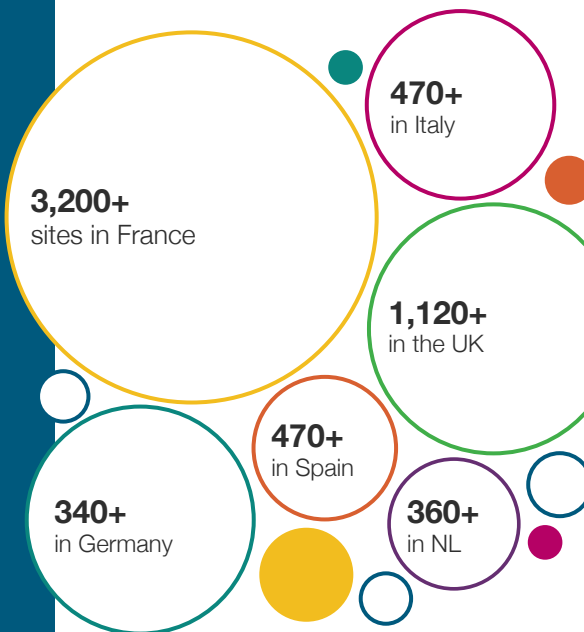 470+
in Italy
3,200+
sites in France
1,120+
in the UK
470+
in Spain
340+
in Germany
360+
in NL